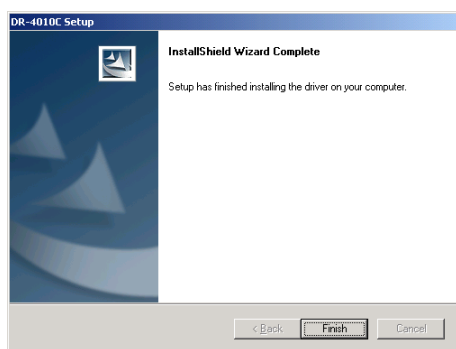 DR-4010C Setup
InstallShield Wizard Complete
Setup has finished installing the driver on your computer.
< Back
Finish
Cancel